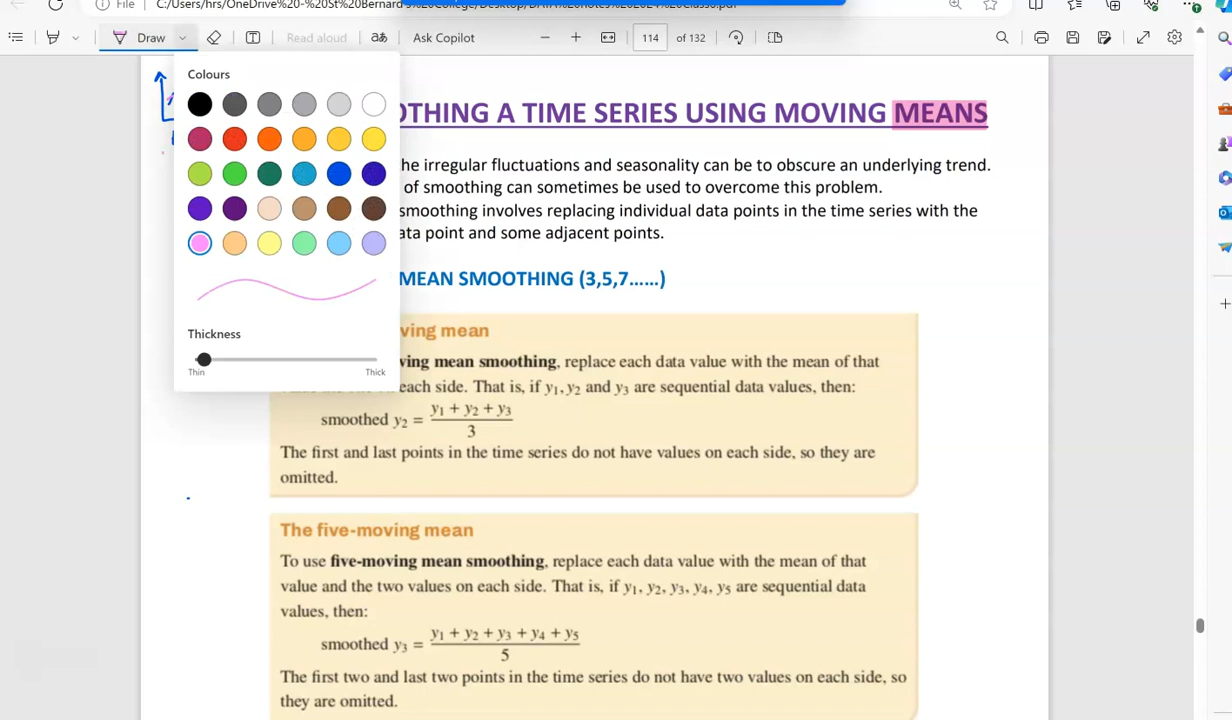 File
C:/Users/hrs/OneDrive%20-%20St%20Bernard
Draw
Read aloud
Ask Copilot
114 of 132
Colours
Thickness
Thin
Thick
OTHING A TIME SERIES USING MOVING MEANS
he irregular fluctuations and seasonality can be to obscure an underlying trend.
of smoothing can sometimes be used to overcome this problem.
smoothing involves replacing individual data points in the time series with the
ata point and some adjacent points.
MEAN SMOOTHING (3,5,7……)
ving mean
ving mean smoothing, replace each data value with the mean of that
each side. That is, if y₁, y₂ and y₃ are sequential data values, then:
smoothed y₂ = (y₁ + y₂ + y₃)/3
The first and last points in the time series do not have values on each side, so they are
omitted.
The five-moving mean
To use five-moving mean smoothing, replace each data value with the mean of that
value and the two values on each side. That is, if y₁, y₂, y₃, y₄, y₅ are sequential data
values, then:
smoothed y₃ = (y₁ + y₂ + y₃ + y₄ + y₅)/5
The first two and last two points in the time series do not have two values on each side, so
they are omitted.